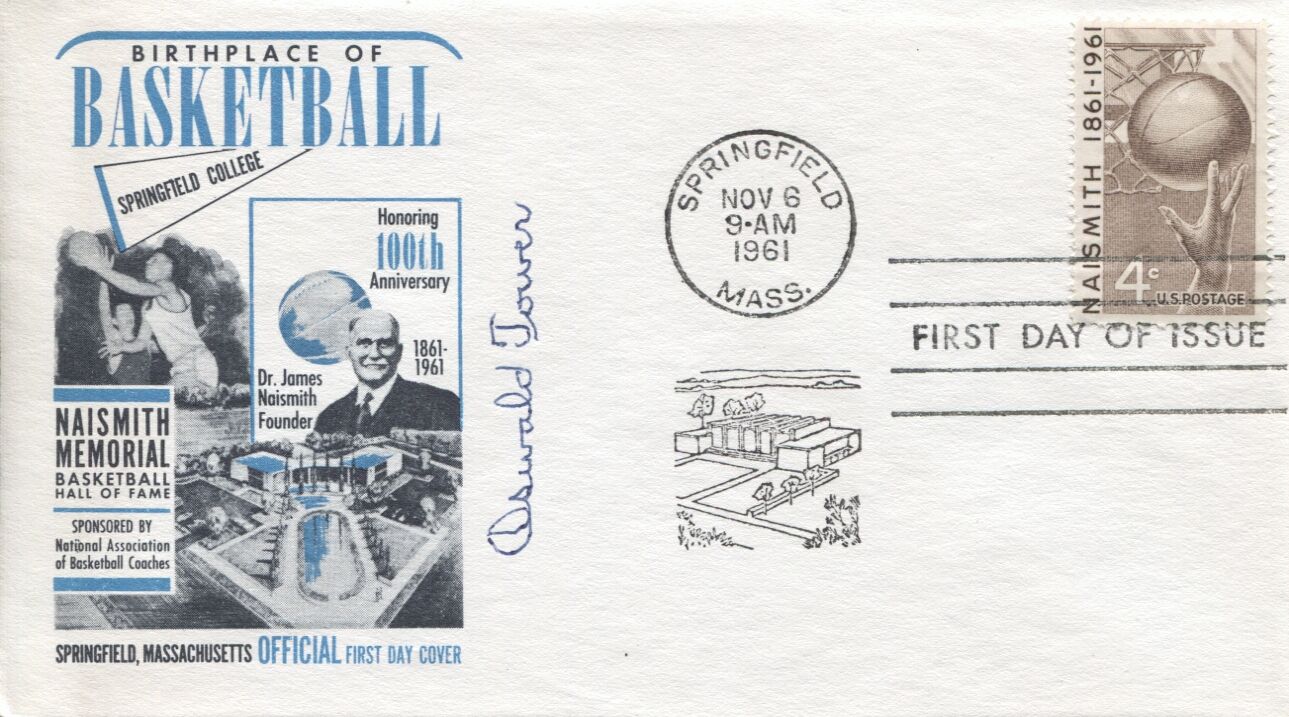 BIRTHPLACE OF
BASKETBALL
SPRINGFIELD COLLEGE
Honoring
100th
Anniversary
1861-
1961
Dr. James
Naismith
Founder
NAISMITH
MEMORIAL
BASKETBALL
HALL OF FAME
SPONSORED BY
National Association
of Basketball Coaches
SPRINGFIELD, MASSACHUSETTS OFFICIAL FIRST DAY COVER
Oswald Tower
SPRINGFIELD
NOV 6
9-AM
1961
MASS.
NAISMITH 1861-1961
4c
U.S. POSTAGE
FIRST DAY OF ISSUE